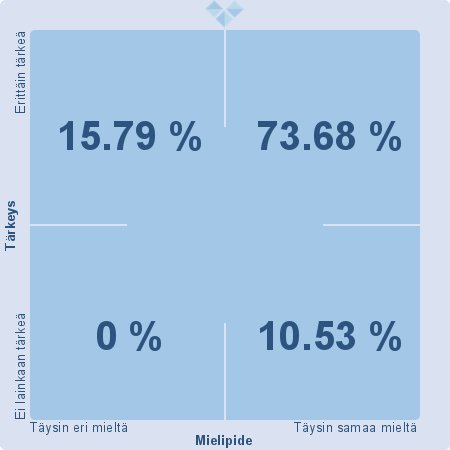 Erittäin tärkeä
15.79 %
73.68 %
Tärkeys
Ei lainkaan tärkeä
0 %
10.53 %
Täysin eri mieltä
Täysin samaa mieltä
Mielipide